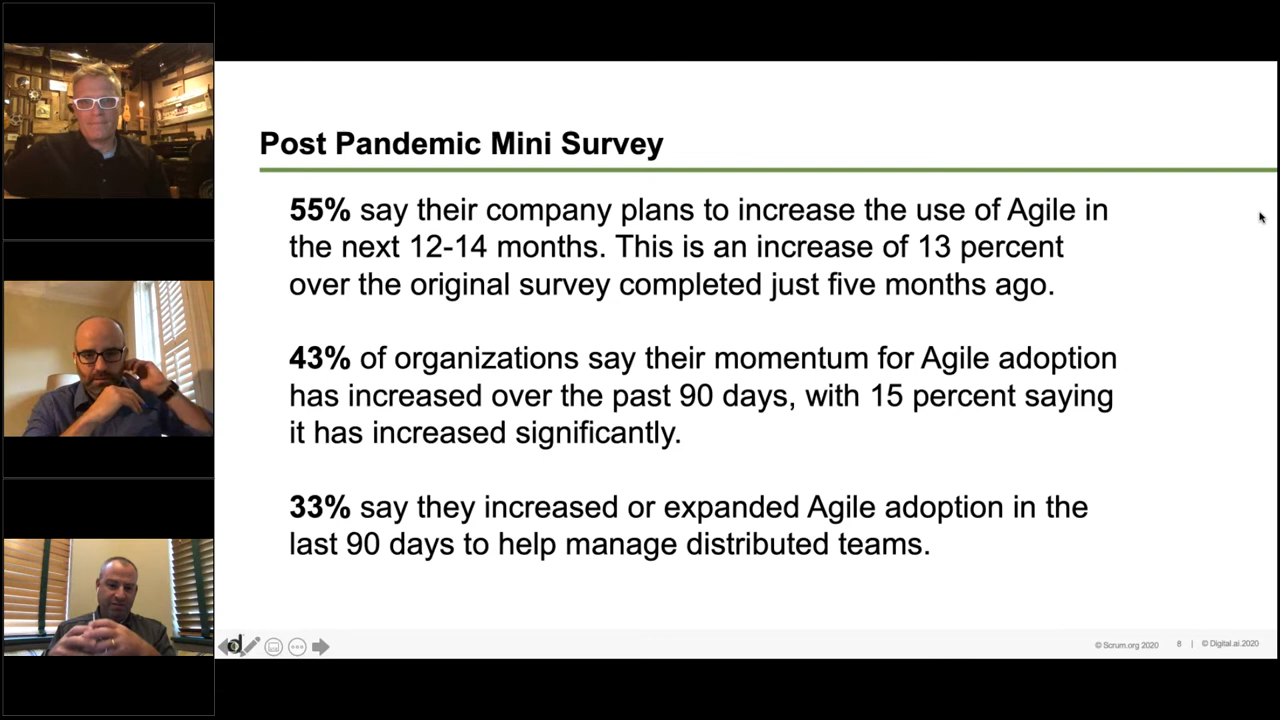 Post Pandemic Mini Survey
55% say their company plans to increase the use of Agile in
the next 12-14 months. This is an increase of 13 percent
over the original survey completed just five months ago.
43% of organizations say their momentum for Agile adoption
has increased over the past 90 days, with 15 percent saying
it has increased significantly.
33% say they increased or expanded Agile adoption in the
last 90 days to help manage distributed teams.
© Scrum.org 2020 8 | © Digital.ai.2020